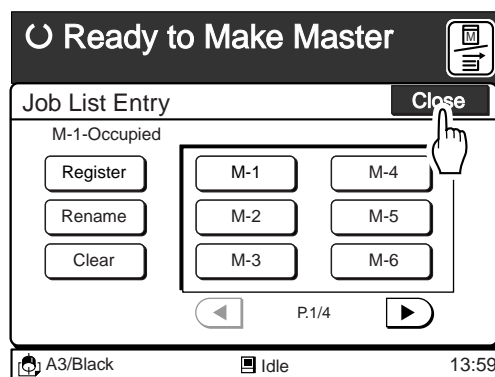 Ready to Make Master
M
Job List Entry Close
M-1-Occupied
Register M-1 M-4
Rename M-2 M-5
Clear M-3 M-6
P.1/4
A3/Black Idle 13:59